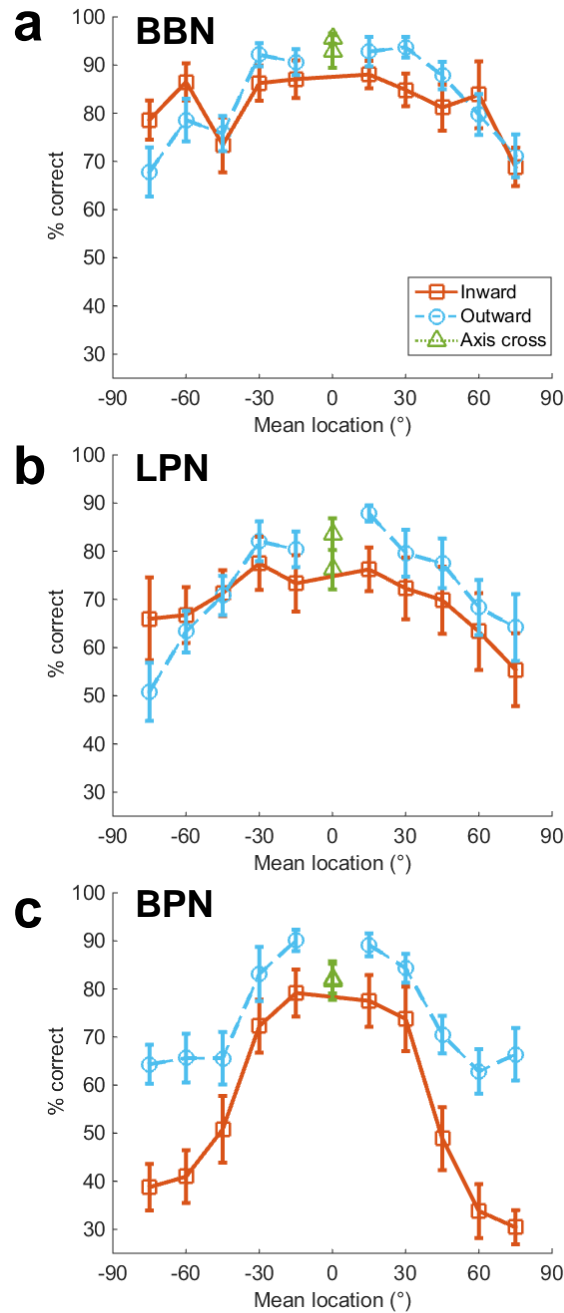 a BBN
100
90
80
70
60
50
40
30
% correct
Inward
Outward
Axis cross
-90 -60 -30 0 30 60 90
Mean location (°)
b LPN
100
90
80
70
60
50
40
30
% correct
-90 -60 -30 0 30 60 90
Mean location (°)
c BPN
100
90
80
70
60
50
40
30
% correct
-90 -60 -30 0 30 60 90
Mean location (°)